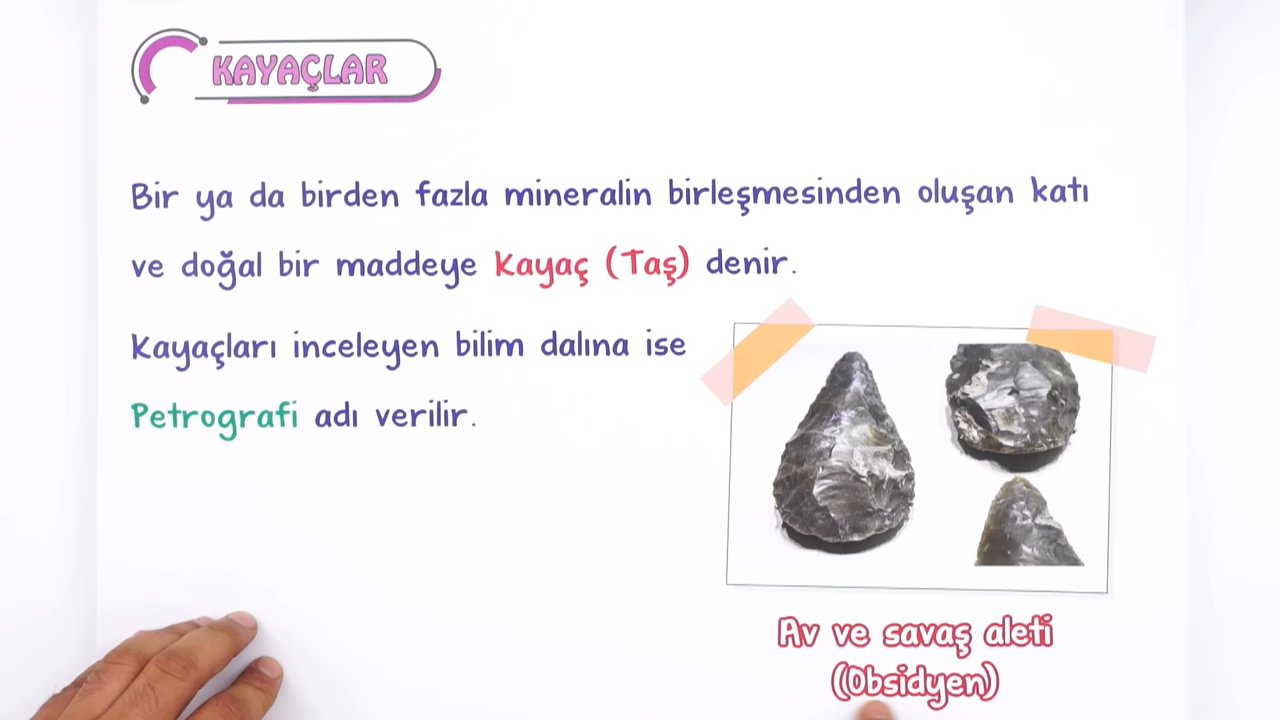 KAYAÇLAR
Bir ya da birden fazla mineralin birleşmesinden oluşan katı
ve doğal bir maddeye Kayaç (Taş) denir.
Kayaçları inceleyen bilim dalına ise
Petrografi adı verilir.
Av ve savaş aleti
(Obsidyen)